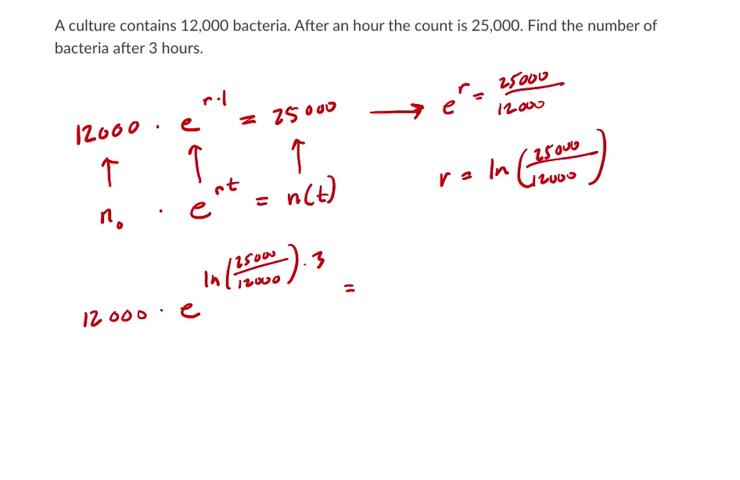 A culture contains 12,000 bacteria. After an hour the count is 25,000. Find the number of
bacteria after 3 hours.
12000 · e^{r·1} = 25000 → e^r = 25000/12000
↑ ↑ ↑
n₀ · e^{rt} = n(t)
r = ln(25000/12000)
12000 · e^{ln(25000/12000)·3} =